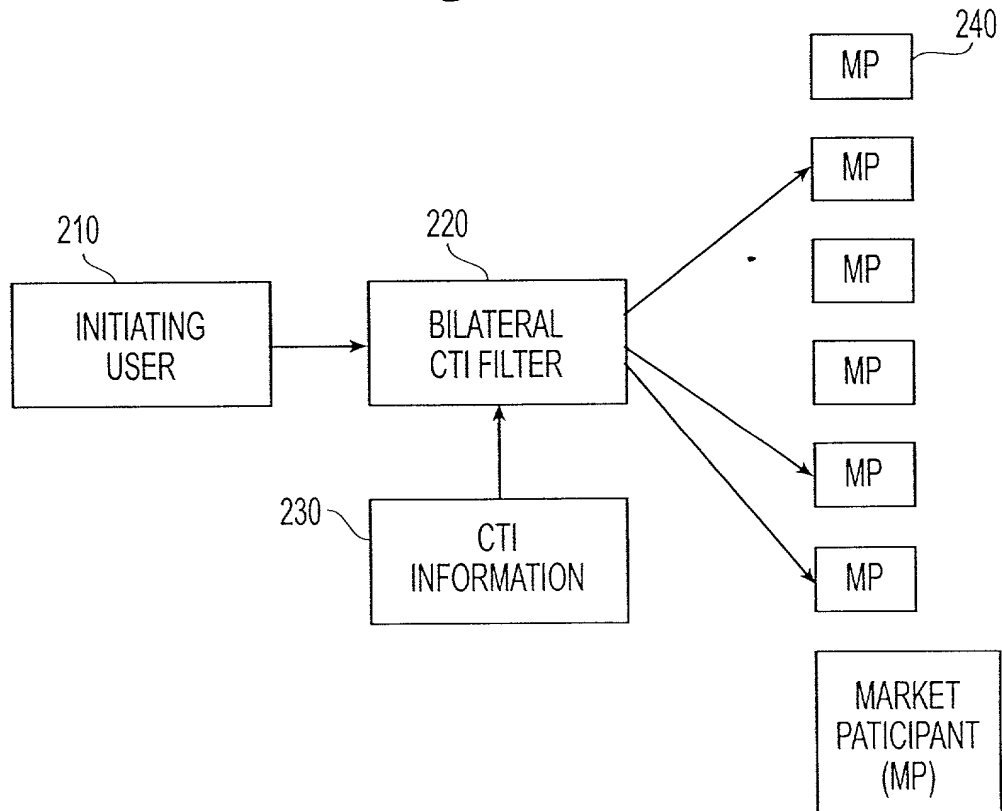 240
MP
MP
210
220
MP
INITIATING
USER
BILATERAL
CTI FILTER
MP
MP
230
CTI
INFORMATION
MP
MARKET
PATICIPANT
(MP)